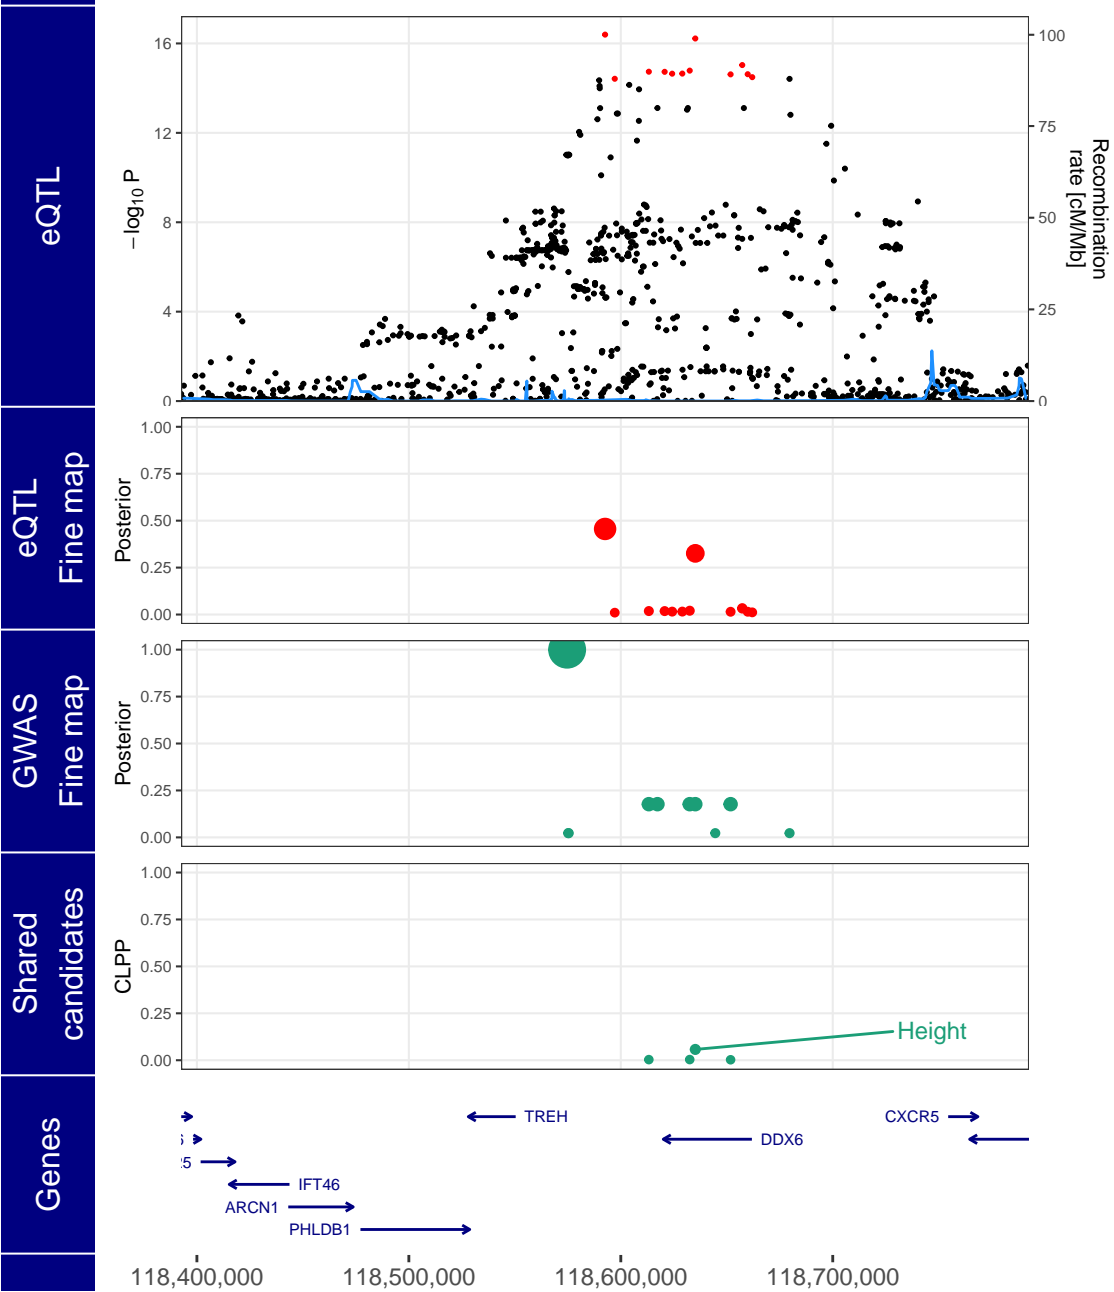 eQTL
− log10 P
16
12
8
4
0
100
75
50
25
0
Recombination
rate [cM/Mb]
eQTL
Fine map
Posterior
1.00
0.75
0.50
0.25
0.00
GWAS
Fine map
Posterior
1.00
0.75
0.50
0.25
0.00
Shared
candidates
CLPP
1.00
0.75
0.50
0.25
0.00
Height
Genes
TREH
CXCR5
DDX6
25
IFT46
ARCN1
PHLDB1
118,400,000
118,500,000
118,600,000
118,700,000